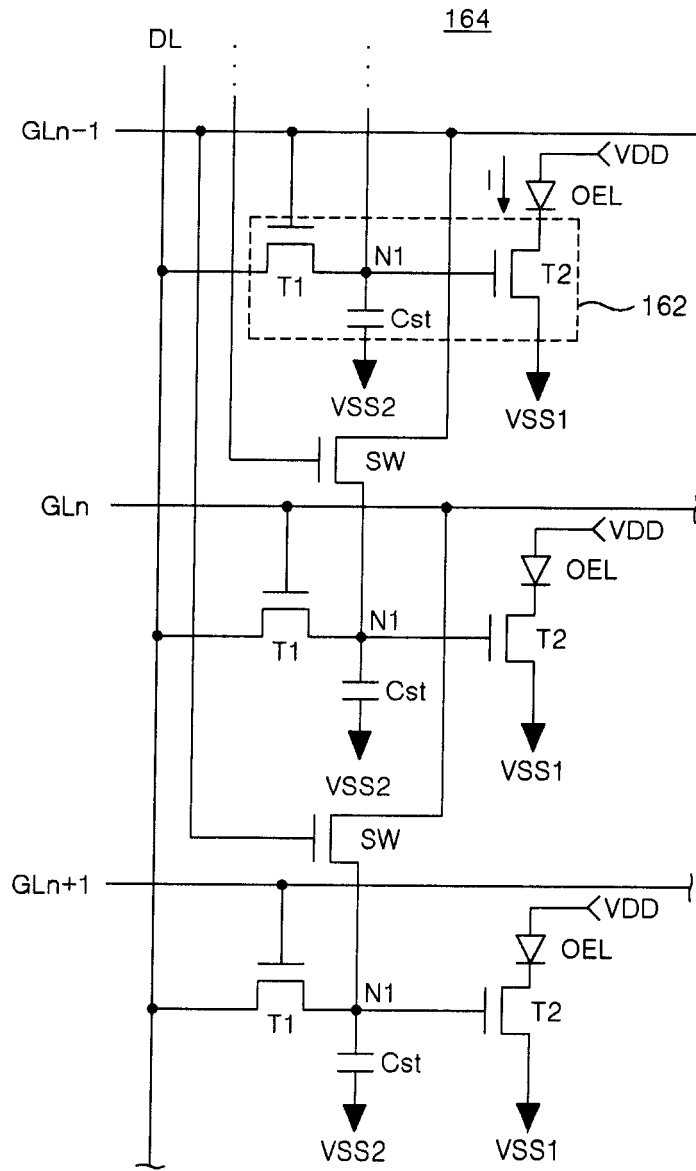 164
DL
GLn-1
VDD
I
OEL
N1
T1
T2
Cst
162
VSS2
VSS1
SW
GLn
VDD
OEL
N1
T1
T2
Cst
VSS2
VSS1
SW
GLn+1
VDD
OEL
N1
T1
T2
Cst
VSS2
VSS1